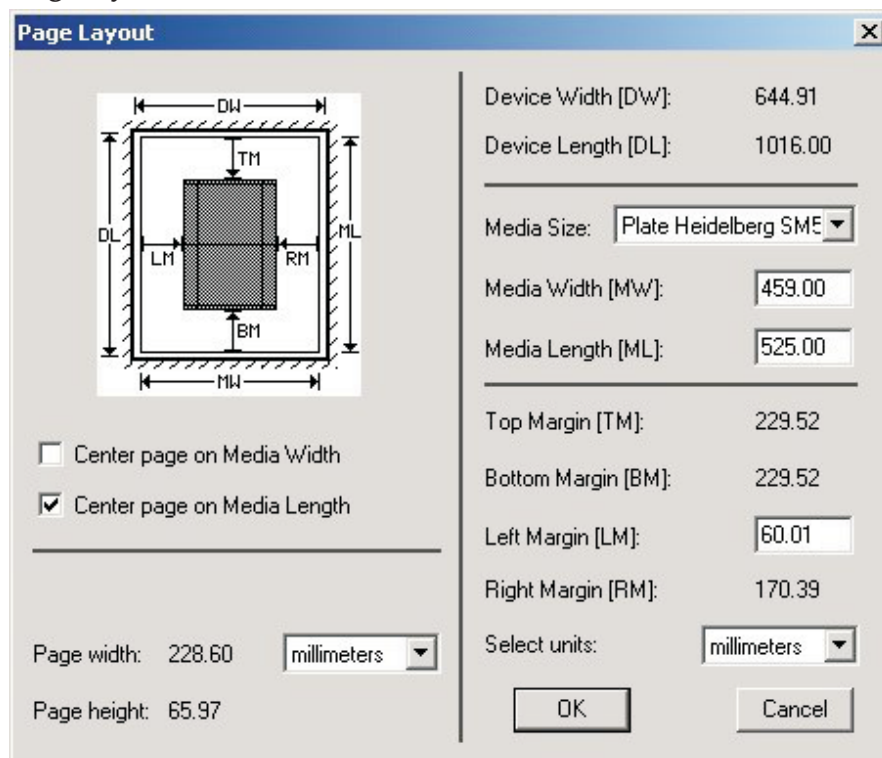 Page Layout
DW
TM
DL
ML
LM
RM
BM
MW
Center page on Media Width
Center page on Media Length
Page width: 228.60 millimeters
Page height: 65.97
Device Width [DW]: 644.91
Device Length [DL]: 1016.00
Media Size: Plate Heidelberg SM5
Media Width [MW]: 459.00
Media Length [ML]: 525.00
Top Margin [TM]: 229.52
Bottom Margin [BM]: 229.52
Left Margin [LM]: 60.01
Right Margin [RM]: 170.39
Select units: millimeters
OK Cancel